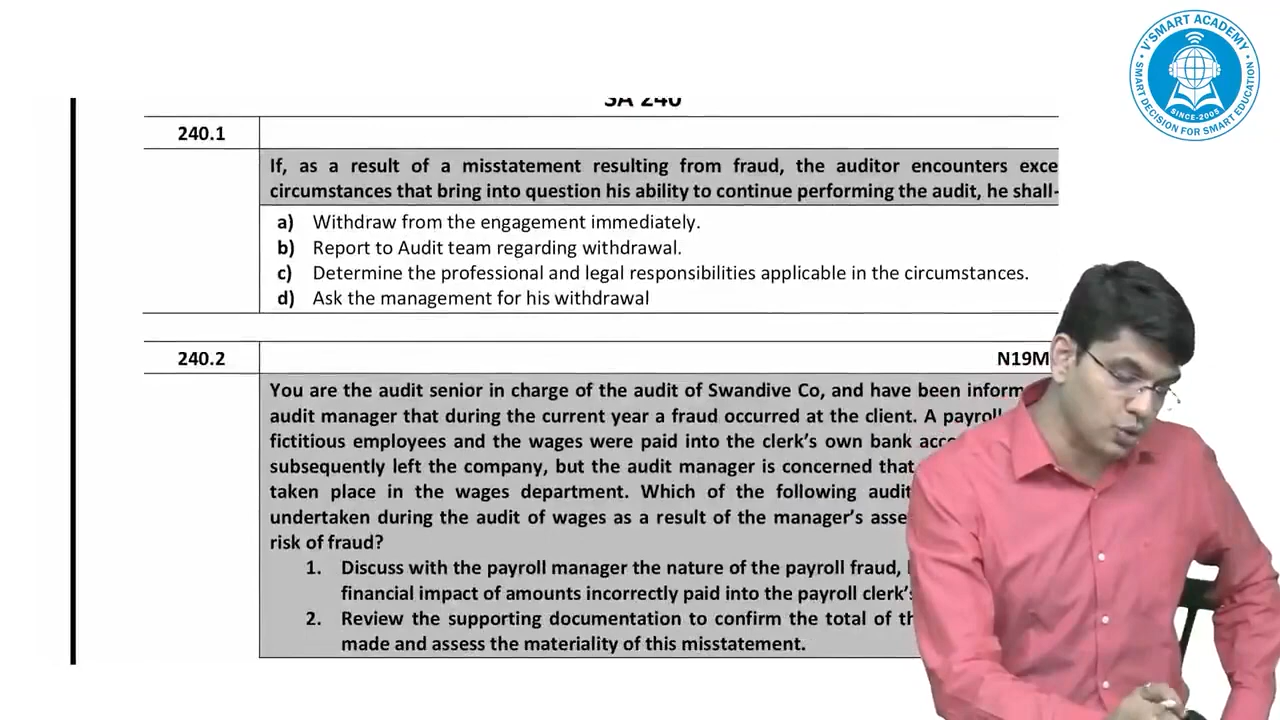 V'SMART ACADEMY
SMART DECISION FOR SMART EDUCATION
SINCE-2005
SA 240
240.1
If, as a result of a misstatement resulting from fraud, the auditor encounters
circumstances that bring into question his ability to continue performing the audit, he shall-
a) Withdraw from the engagement immediately.
b) Report to Audit team regarding withdrawal.
c) Determine the professional and legal responsibilities applicable in the circumstances.
d) Ask the management for his withdrawal
240.2
N19M
You are the audit senior in charge of the audit of Swandive Co, and have been
audit manager that during the current year a fraud occurred at the client. A payroll
fictitious employees and the wages were paid into the clerk's own bank
subsequently left the company, but the audit manager is concerned that
taken place in the wages department. Which of the following audit
undertaken during the audit of wages as a result of the manager's
risk of fraud?
1. Discuss with the payroll manager the nature of the payroll fraud,
financial impact of amounts incorrectly paid into the payroll clerk's
2. Review the supporting documentation to confirm the total of
made and assess the materiality of this misstatement.